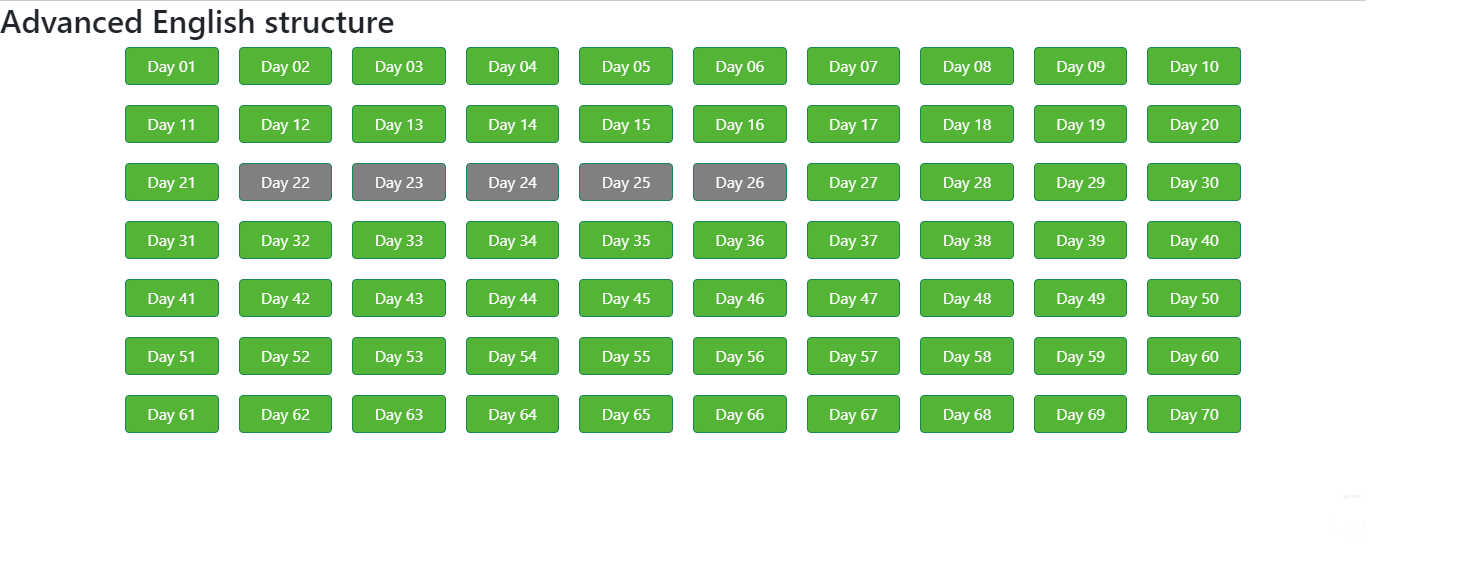 Advanced English structure
Day 01 Day 02 Day 03 Day 04 Day 05 Day 06 Day 07 Day 08 Day 09 Day 10
Day 11 Day 12 Day 13 Day 14 Day 15 Day 16 Day 17 Day 18 Day 19 Day 20
Day 21 Day 22 Day 23 Day 24 Day 25 Day 26 Day 27 Day 28 Day 29 Day 30
Day 31 Day 32 Day 33 Day 34 Day 35 Day 36 Day 37 Day 38 Day 39 Day 40
Day 41 Day 42 Day 43 Day 44 Day 45 Day 46 Day 47 Day 48 Day 49 Day 50
Day 51 Day 52 Day 53 Day 54 Day 55 Day 56 Day 57 Day 58 Day 59 Day 60
Day 61 Day 62 Day 63 Day 64 Day 65 Day 66 Day 67 Day 68 Day 69 Day 70